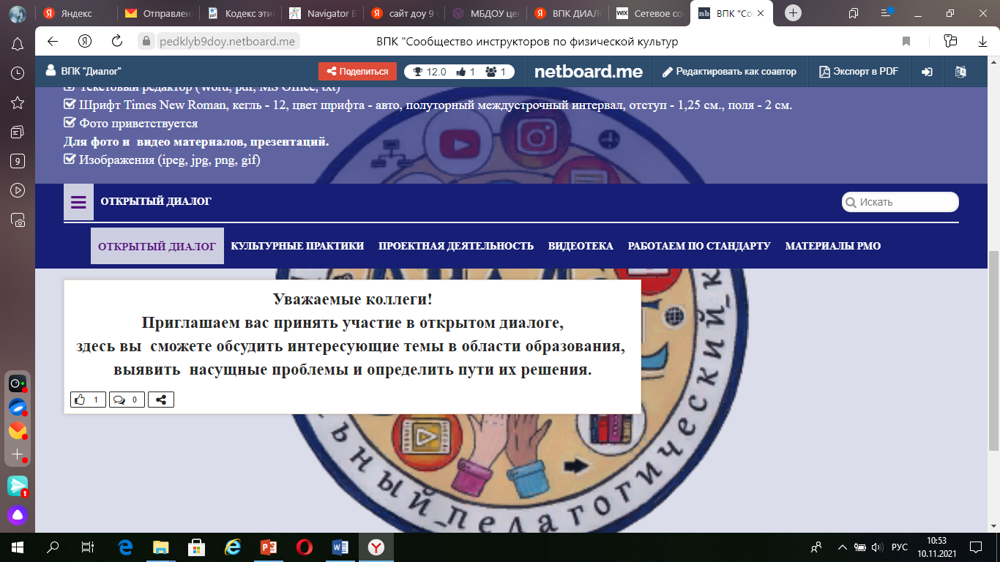 Яндекс
Отправлен
Кодекс эти
Navigator B
сайт доу 9
МБДОУ це
ВПК ДИАЛ
WIX Сетевое со
nb ВПК "Со
pedklyb9doy.netboard.me
ВПК "Сообщество инструкторов по физической культур
ВПК "Диалог"
Поделиться
12.0 1 1
netboard.me
Редактировать как соавтор
Экспорт в PDF
Текстовый редактор (Word, pdf, MS Office, txt)
Шрифт Times New Roman, кегль - 12, цвет шрифта - авто, полуторный междустрочный интервал, отступ - 1,25 см., поля - 2 см.
Фото приветствуется
Для фото и видео материалов, презентаций.
Изображения (ipeg, jpg, png, gif)
9
ОТКРЫТЫЙ ДИАЛОГ
Искать
ОТКРЫТЫЙ ДИАЛОГ КУЛЬТУРНЫЕ ПРАКТИКИ ПРОЕКТНАЯ ДЕЯТЕЛЬНОСТЬ ВИДЕОТЕКА РАБОТАЕМ ПО СТАНДАРТУ МАТЕРИАЛЫ РМО
Уважаемые коллеги!
Приглашаем вас принять участие в открытом диалоге,
здесь вы сможете обсудить интересующие темы в области образования,
выявить насущные проблемы и определить пути их решения.
1 0
ьный_педагогический_к
1
РУС
10:53
10.11.2021